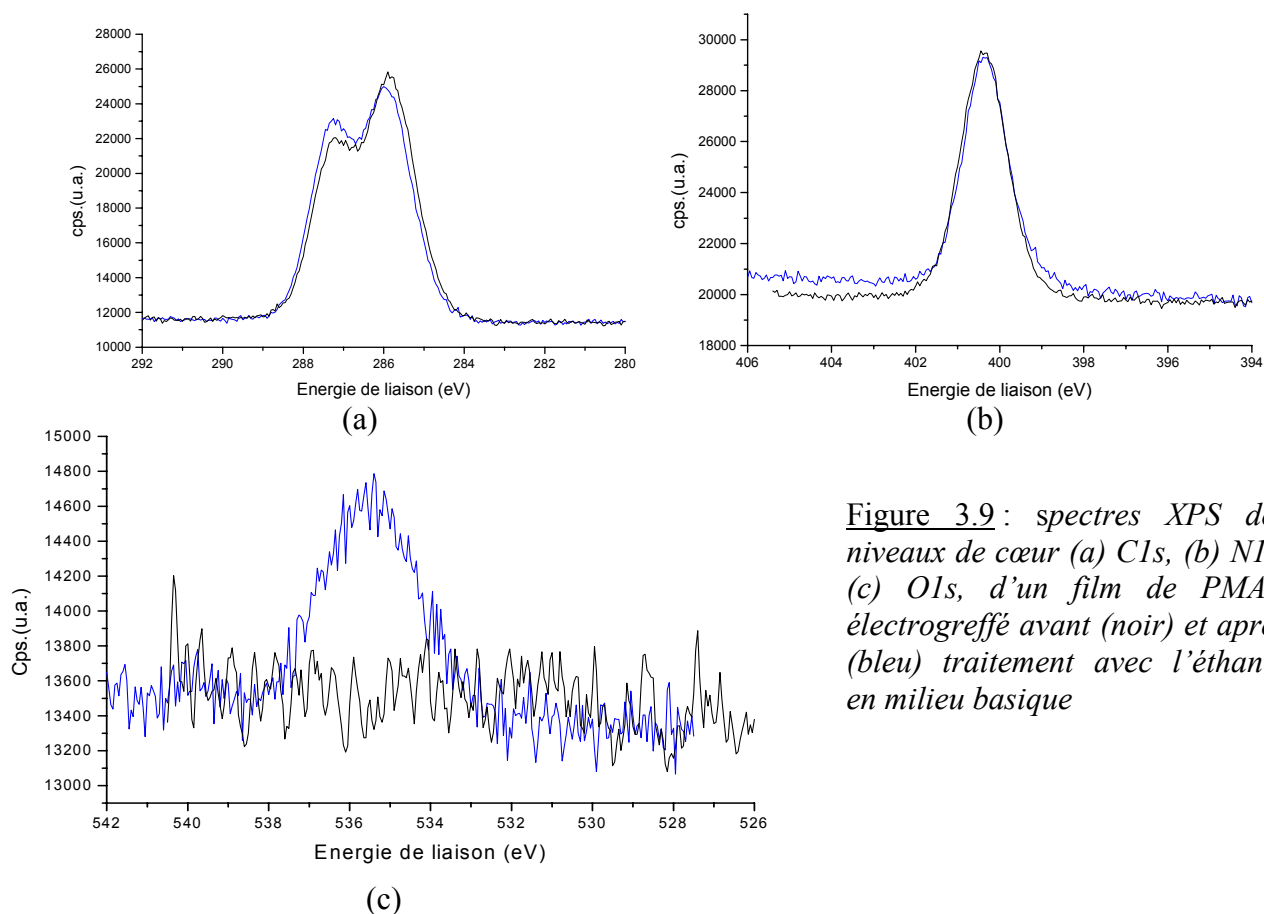 28000
26000
24000
22000
20000
18000
16000
14000
12000
10000
cps.(u.a.)
292 290 288 286 284 282 280
Energie de liaison (eV)
(a)
30000
28000
26000
24000
22000
20000
18000
cps.(u.a.)
406 404 402 400 398 396 394
Energie de liaison (eV)
(b)
15000
14800
14600
14400
14200
14000
13800
13600
13400
13200
13000
Cps.(u.a.)
542 540 538 536 534 532 530 528 526
Energie de liaison (eV)
(c)
Figure 3.9 : spectres XPS de
niveaux de cœur (a) C1s, (b) N1
(c) O1s, d'un film de PMA
électrogreffé avant (noir) et aprè
(bleu) traitement avec l'éthan
en milieu basique